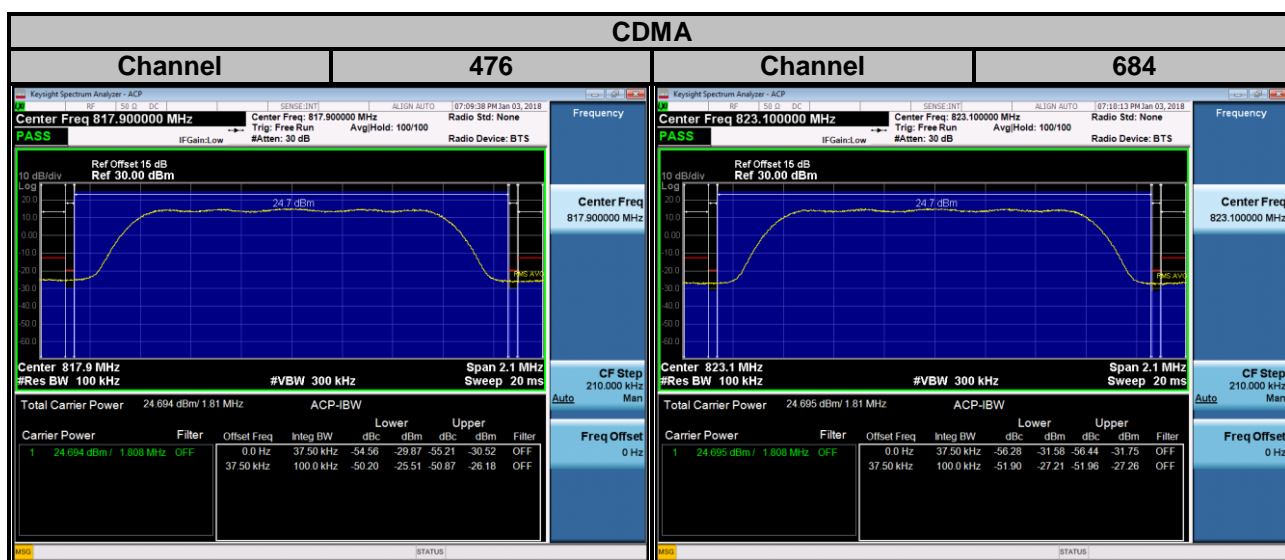 CDMA
Channel 476 Channel 684
Keysight Spectrum Analyzer - ACP
RF 50 Ω DC SENSE:INT ALIGN AUTO 07:09:38 PM Jan 03, 2018
Center Freq 817.900000 MHz
Center Freq: 817.900000 MHz
Radio Std: None
Trig: Free Run Avg|Hold: 100/100
PASS
IFGain:Low #Atten: 30 dB Radio Device: BTS
Ref Offset 15 dB
10 dB/div Ref 30.00 dBm
Log
24.7 dBm
20.0
10.0
0.00
-10.0
-20.0
-30.0
-40.0
-50.0
-60.0
RMS AVG
Center 817.9 MHz Span 2.1 MHz
#Res BW 100 kHz #VBW 300 kHz Sweep 20 ms
Total Carrier Power 24.694 dBm/ 1.81 MHz ACP-IBW
Lower Upper
Carrier Power Filter Offset Freq Integ BW dBc dBm dBc dBm Filter
1 24.694 dBm / 1.808 MHz OFF 0.0 Hz 37.50 kHz -54.56 -29.87 -55.21 -30.52 OFF
37.50 kHz 100.0 kHz -50.20 -25.51 -50.87 -26.18 OFF
MSG STATUS
Frequency
Center Freq
817.900000 MHz
CF Step
210.000 kHz
Auto Man
Freq Offset
0 Hz
Keysight Spectrum Analyzer - ACP
RF 50 Ω DC SENSE:INT ALIGN AUTO 07:10:13 PM Jan 03, 2018
Center Freq 823.100000 MHz
Center Freq: 823.100000 MHz
Radio Std: None
Trig: Free Run Avg|Hold: 100/100
PASS
IFGain:Low #Atten: 30 dB Radio Device: BTS
Ref Offset 15 dB
10 dB/div Ref 30.00 dBm
Log
24.7 dBm
20.0
10.0
0.00
-10.0
-20.0
-30.0
-40.0
-50.0
-60.0
RMS AVG
Center 823.1 MHz Span 2.1 MHz
#Res BW 100 kHz #VBW 300 kHz Sweep 20 ms
Total Carrier Power 24.695 dBm/ 1.81 MHz ACP-IBW
Lower Upper
Carrier Power Filter Offset Freq Integ BW dBc dBm dBc dBm Filter
1 24.695 dBm / 1.808 MHz OFF 0.0 Hz 37.50 kHz -56.28 -31.58 -56.44 -31.75 OFF
37.50 kHz 100.0 kHz -51.90 -27.21 -51.96 -27.26 OFF
MSG STATUS
Frequency
Center Freq
823.100000 MHz
CF Step
210.000 kHz
Auto Man
Freq Offset
0 Hz